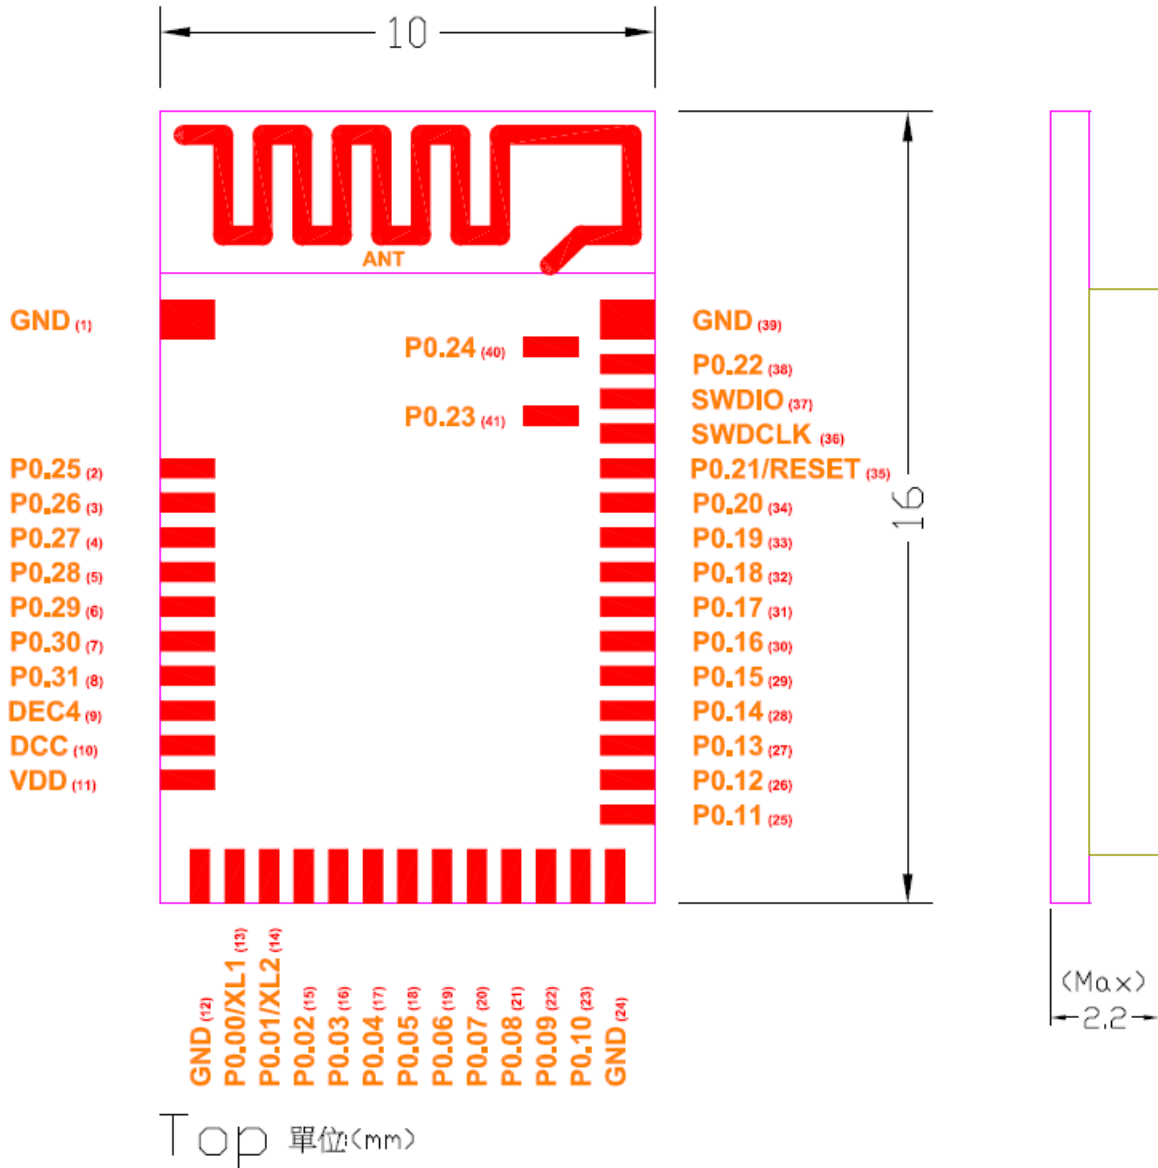 10
ANT
GND (1)
P0.24 (40)
GND (39)
P0.22 (38)
P0.23 (41)
SWDIO (37)
SWDCLK (36)
P0.25 (2)
P0.21/RESET (35)
P0.26 (3)
P0.20 (34)
16
P0.27 (4)
P0.19 (33)
P0.28 (5)
P0.18 (32)
P0.29 (6)
P0.17 (31)
P0.30 (7)
P0.16 (30)
P0.31 (8)
P0.15 (29)
DEC4 (9)
P0.14 (28)
DCC (10)
P0.13 (27)
VDD (11)
P0.12 (26)
P0.11 (25)
GND (12)
P0.00/XL1 (13)
P0.01/XL2 (14)
P0.02 (15)
P0.03 (16)
P0.04 (17)
P0.05 (18)
P0.06 (19)
P0.07 (20)
P0.08 (21)
P0.09 (22)
P0.10 (23)
GND (24)
(Max)
2.2
Top 單位:(mm)